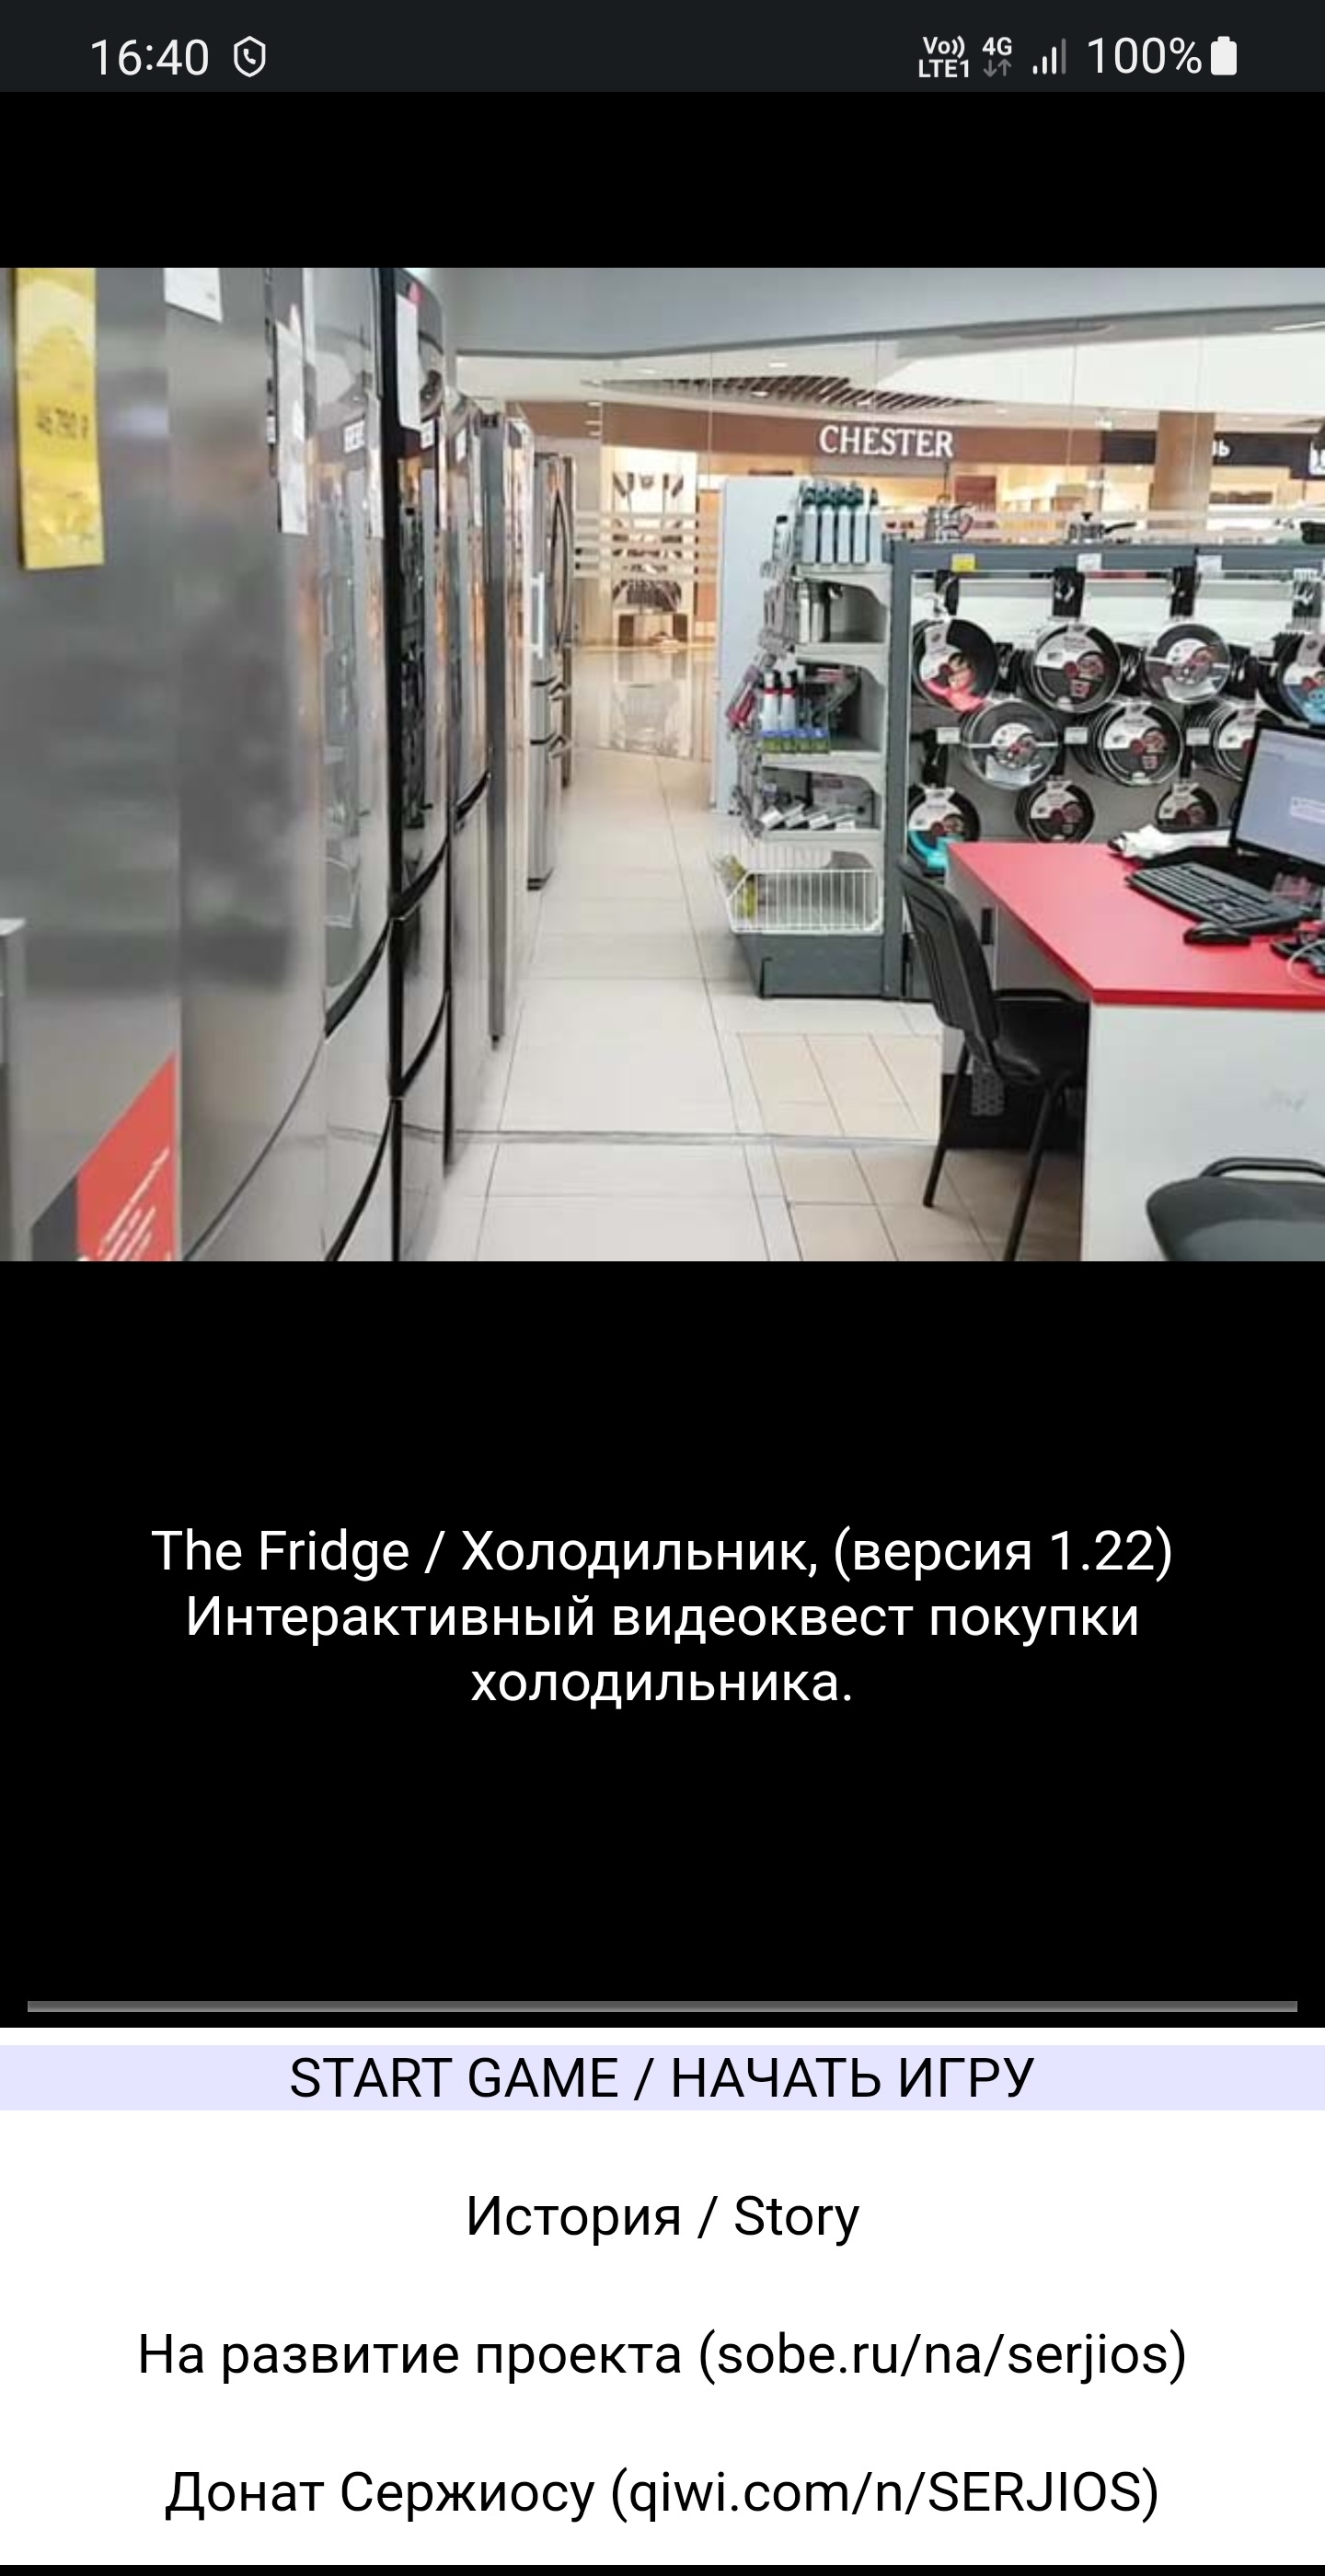 16:40
Vo)) LTE1 4G 100%
CHESTER
The Fridge / Холодильник, (версия 1.22)
Интерактивный видеоквест покупки
холодильника.
START GAME / НАЧАТЬ ИГРУ
История / Story
На развитие проекта (sobe.ru/na/serjios)
Донат Сержиосу (qiwi.com/n/SERJIOS)